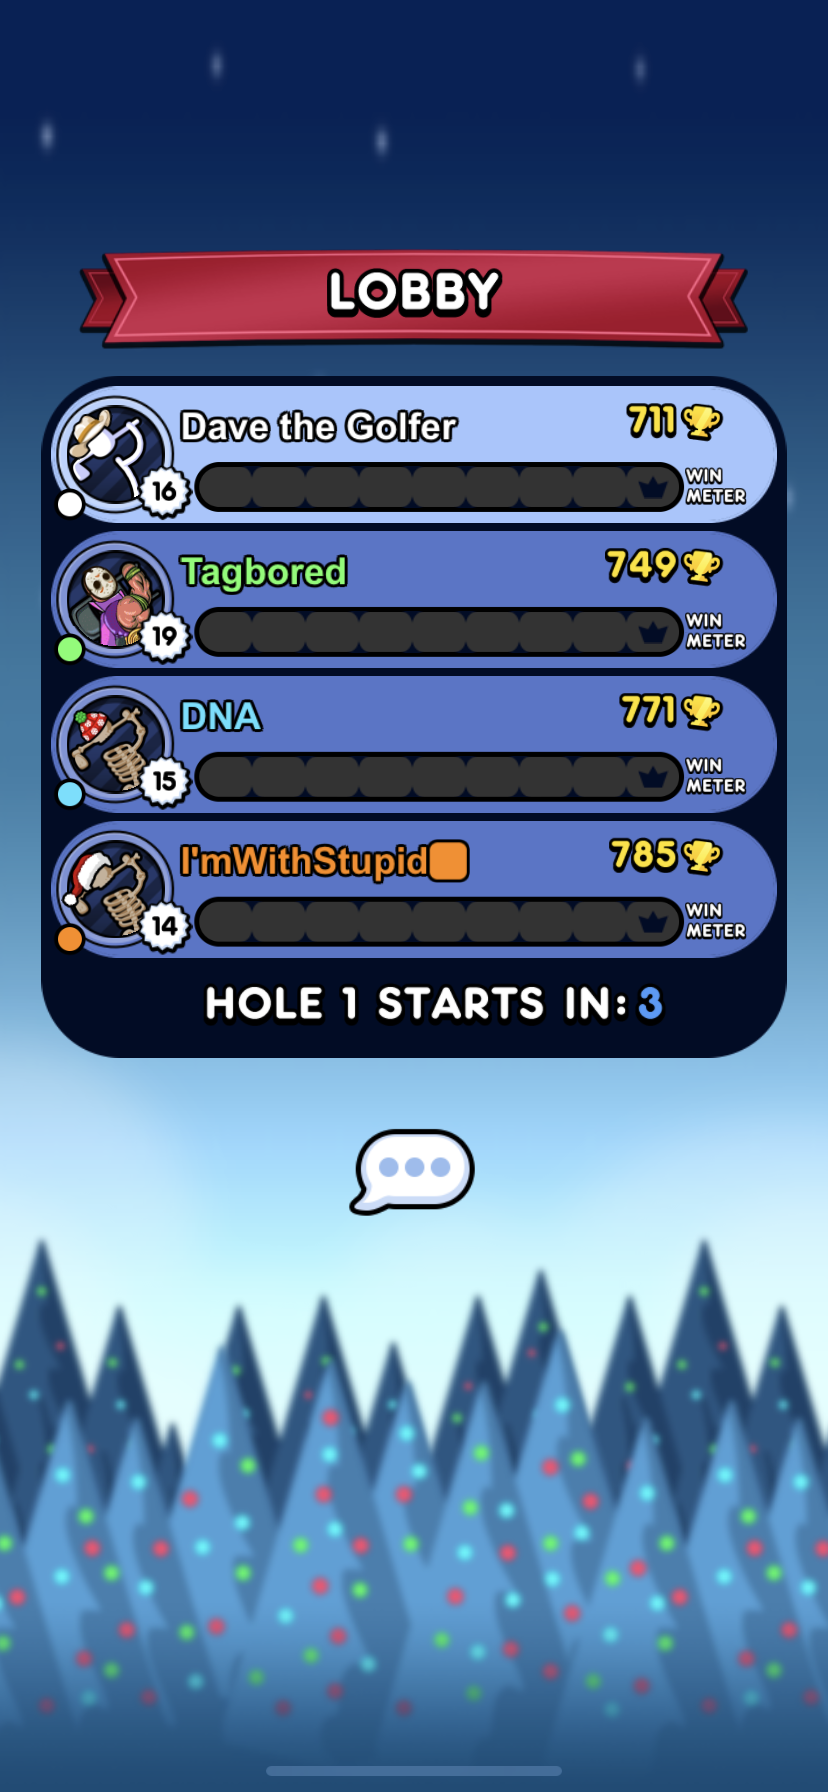 LOBBY
Dave the Golfer
711
16
WIN
METER
Tagbored
749
19
WIN
METER
DNA
771
15
WIN
METER
I'mWithStupid
785
14
WIN
METER
HOLE 1 STARTS IN: 3